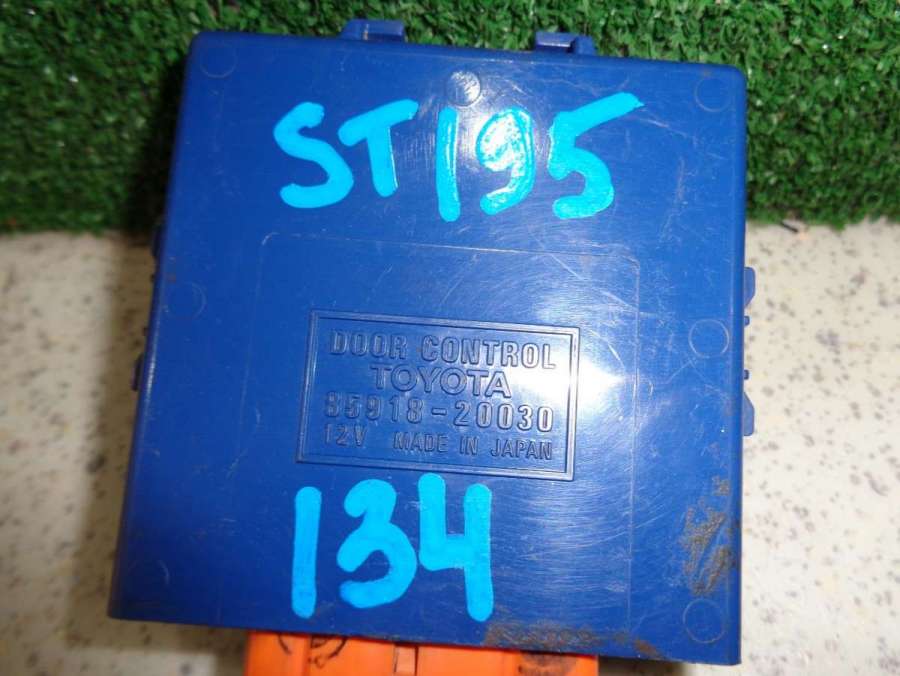 ST195
DOOR CONTROL
TOYOTA
85918-20030
12V MADE IN JAPAN
134